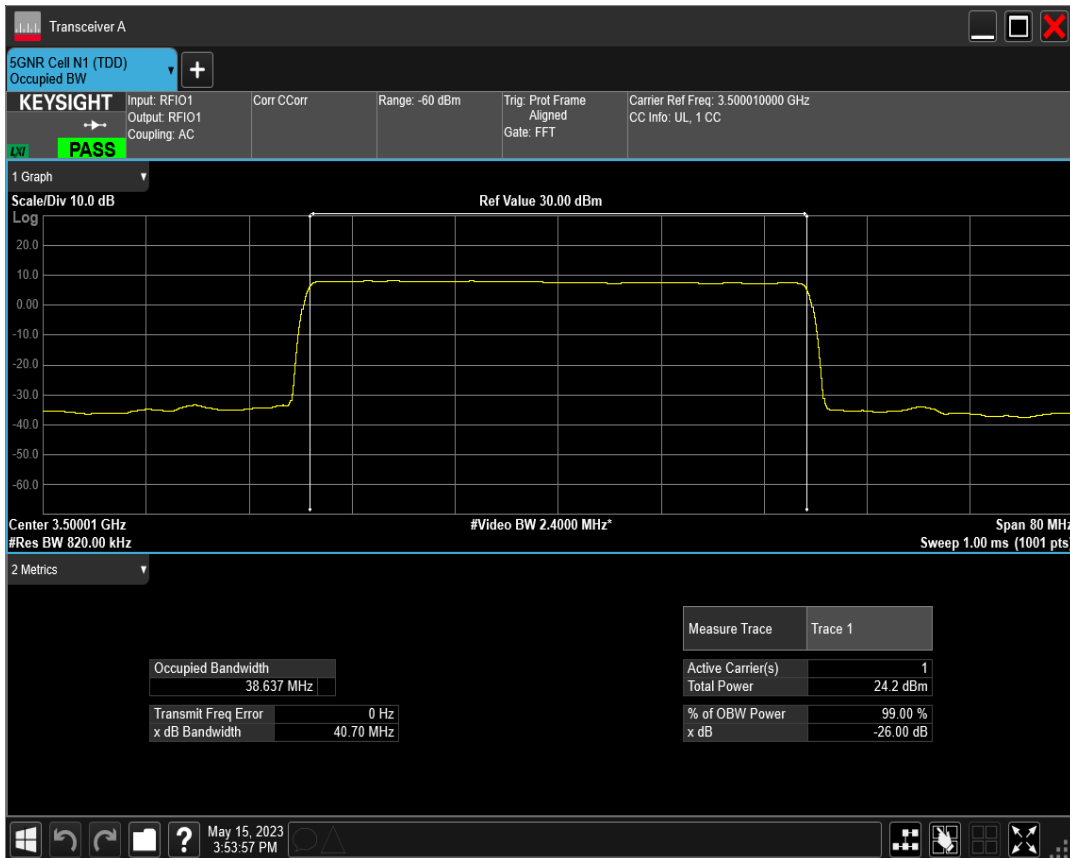 Transceiver A
5GNR Cell N1 (TDD)
Occupied BW
+
KEYSIGHT
LXI
PASS
Input: RFIO1
Output: RFIO1
Coupling: AC
Corr CCorr
Range: -60 dBm
Trig: Prot Frame
Aligned
Gate: FFT
Carrier Ref Freq: 3.500010000 GHz
CC Info: UL, 1 CC
1 Graph
Scale/Div 10.0 dB
Ref Value 30.00 dBm
Log
20.0
10.0
0.00
-10.0
-20.0
-30.0
-40.0
-50.0
-60.0
Center 3.50001 GHz
#Video BW 2.4000 MHz*
Span 80 MHz
#Res BW 820.00 kHz
Sweep 1.00 ms (1001 pts)
2 Metrics
Measure Trace Trace 1
Occupied Bandwidth
38.637 MHz
Transmit Freq Error 0 Hz
x dB Bandwidth 40.70 MHz
Active Carrier(s) 1
Total Power 24.2 dBm
% of OBW Power 99.00 %
x dB -26.00 dB
?
May 15, 2023
3:53:57 PM